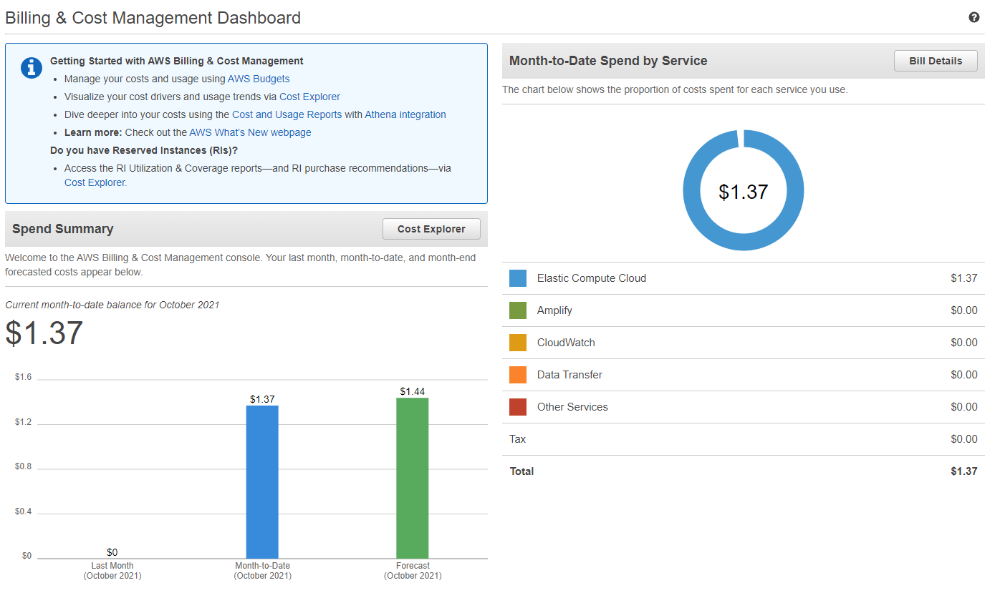 Billing & Cost Management Dashboard
Getting Started with AWS Billing & Cost Management
• Manage your costs and usage using AWS Budgets
• Visualize your cost drivers and usage trends via Cost Explorer
• Dive deeper into your costs using the Cost and Usage Reports with Athena integration
• Learn more: Check out the AWS What's New webpage
Do you have Reserved Instances (RIs)?
• Access the RI Utilization & Coverage reports—and RI purchase recommendations—via
Cost Explorer.
Spend Summary
Cost Explorer
Welcome to the AWS Billing & Cost Management console. Your last month, month-to-date, and month-end
forecasted costs appear below.
Current month-to-date balance for October 2021
$1.37
$1.6
$1.2
$0.8
$0.4
$0
$0
$1.37
$1.44
Last Month
(October 2021)
Month-to-Date
(October 2021)
Forecast
(October 2021)
Month-to-Date Spend by Service
Bill Details
The chart below shows the proportion of costs spent for each service you use.
$1.37
Elastic Compute Cloud $1.37
Amplify $0.00
CloudWatch $0.00
Data Transfer $0.00
Other Services $0.00
Tax $0.00
Total $1.37